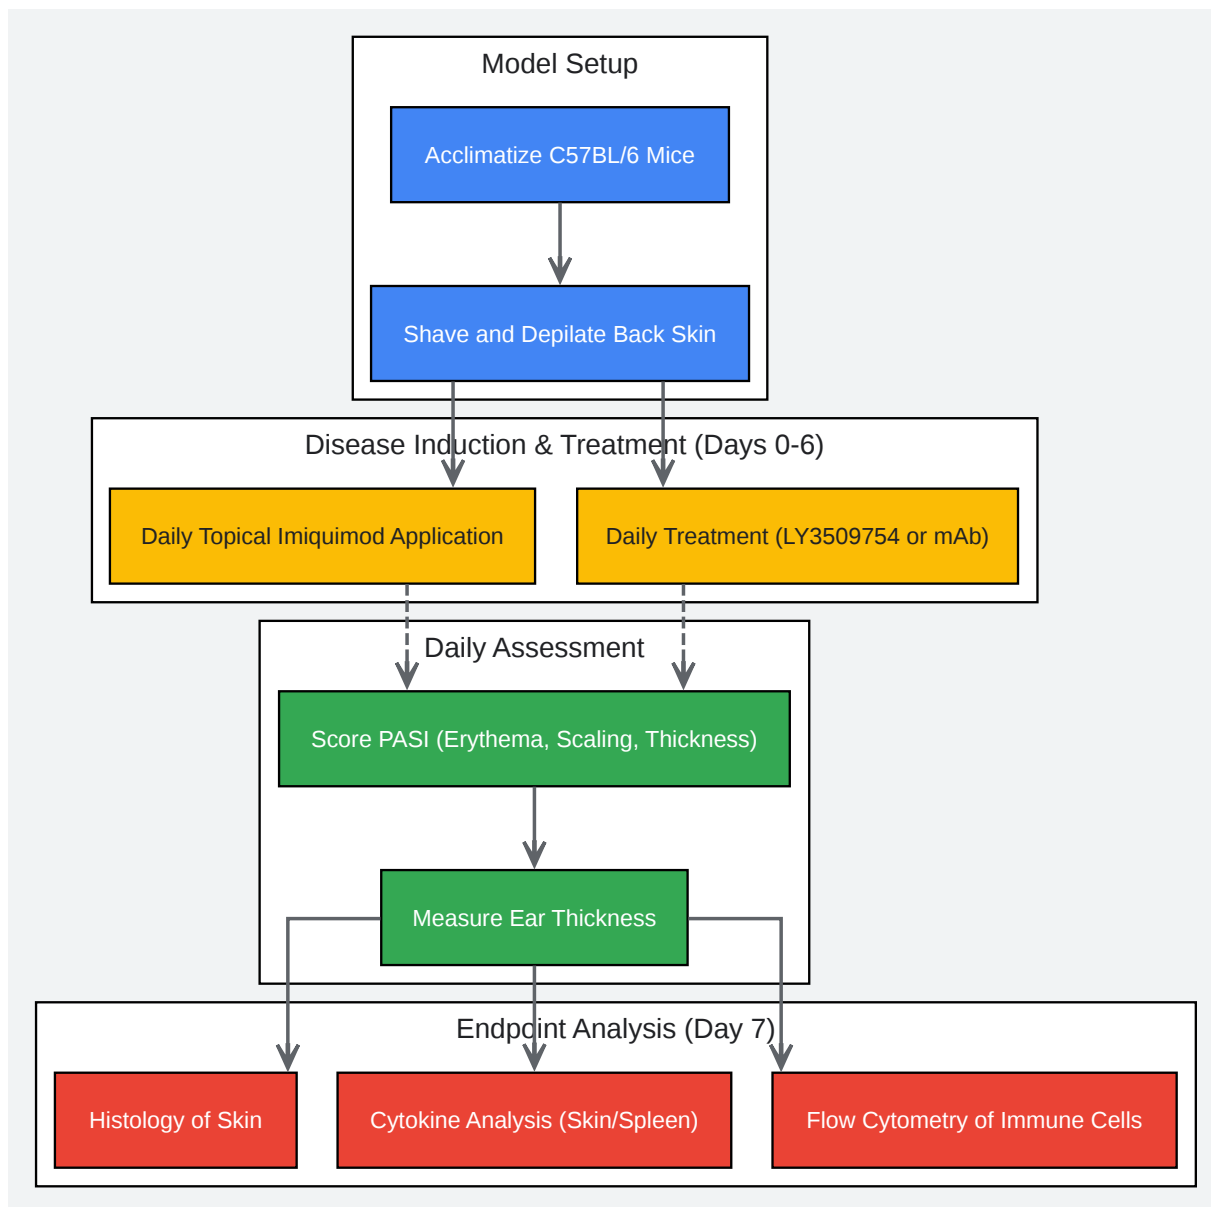 Model Setup
Acclimatize C57BL/6 Mice
Shave and Depilate Back Skin
Disease Induction & Treatment (Days 0-6)
Daily Topical Imiquimod Application
Daily Treatment (LY3509754 or mAb)
Daily Assessment
Score PASI (Erythema, Scaling, Thickness)
Measure Ear Thickness
Endpoint Analysis (Day 7)
Histology of Skin
Cytokine Analysis (Skin/Spleen)
Flow Cytometry of Immune Cells